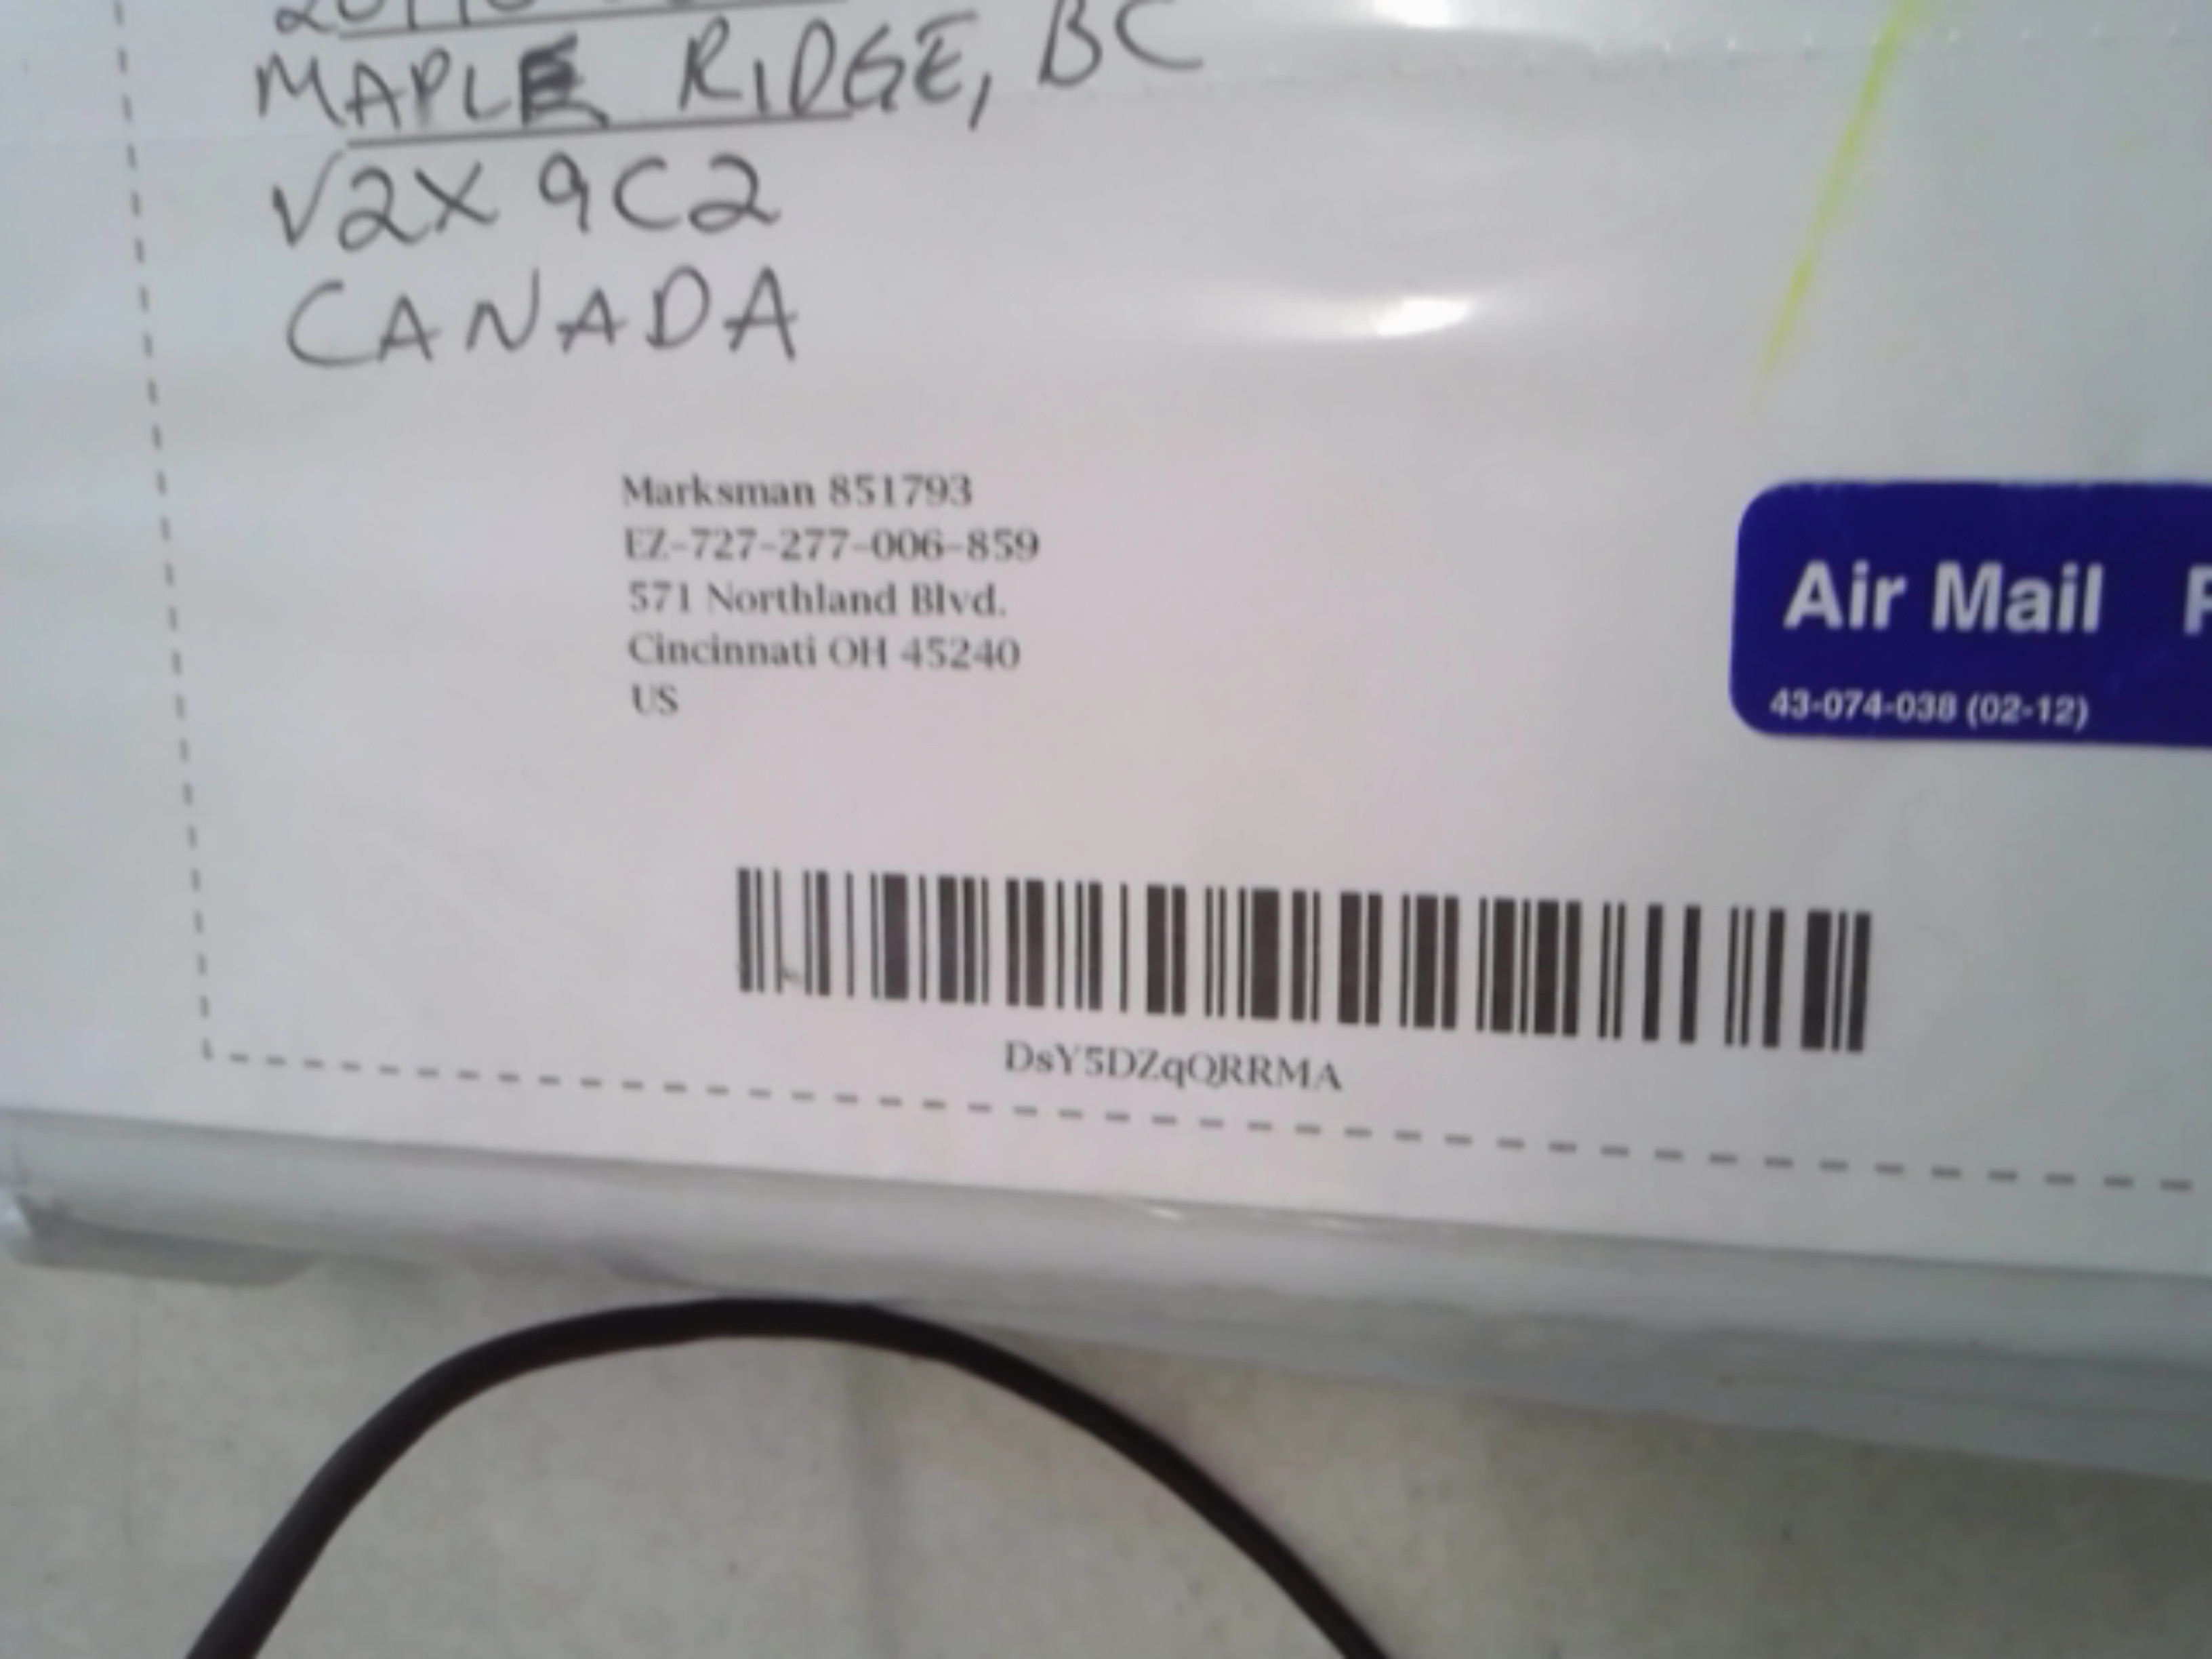 MAPLE RIDGE, BC
V2X 9C2
CANADA
Marksman 851793
EZ-727-277-006-859
571 Northland Blvd.
Cincinnati OH 45240
US
Air Mail
43-074-038 (02-12)
DsY5DZqQRRMA